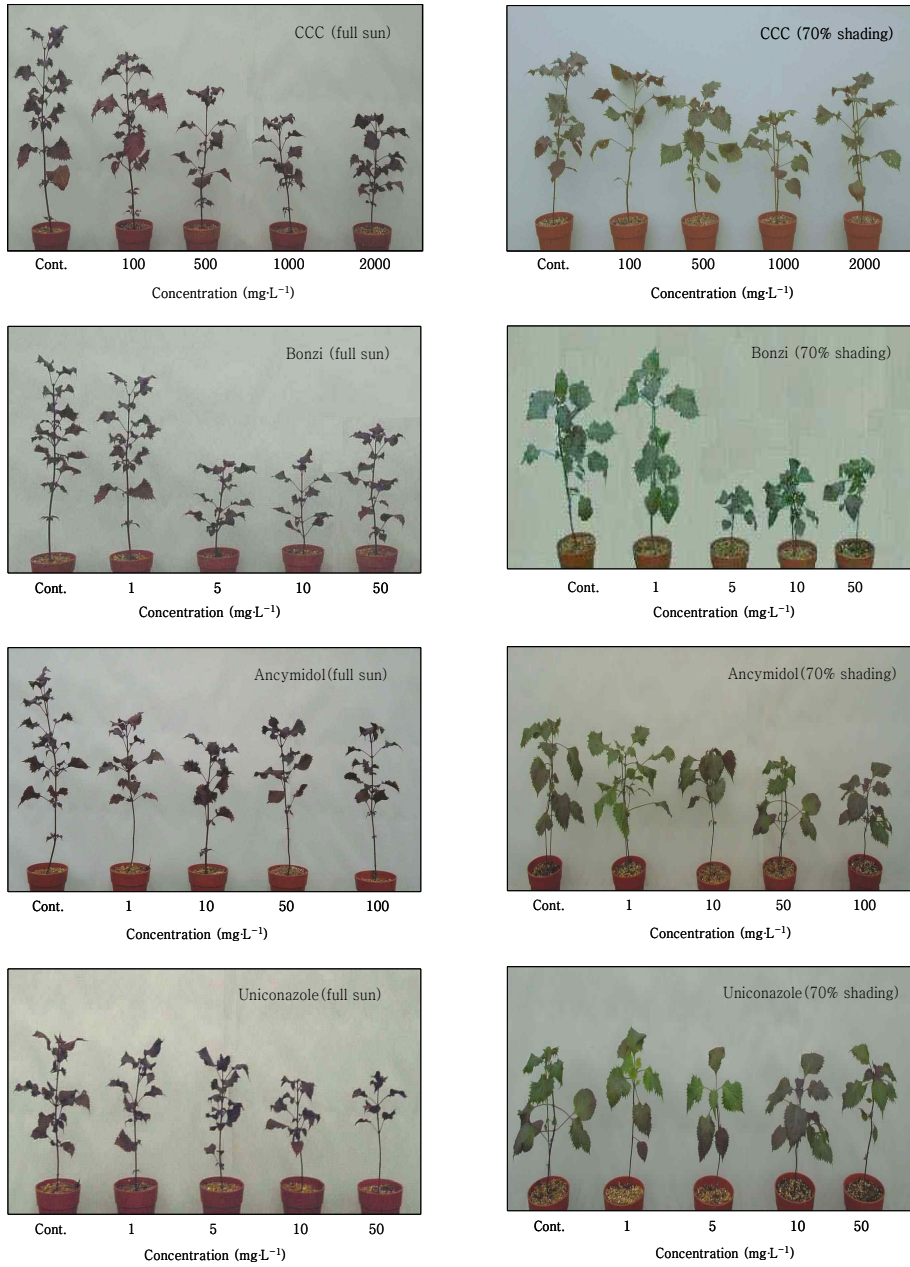 CCC (full sun)
Cont. 100 500 1000 2000
Concentration (mg·L⁻¹)
CCC (70% shading)
Cont. 100 500 1000 2000
Concentration (mg·L⁻¹)
Bonzi (full sun)
Cont. 1 5 10 50
Concentration (mg·L⁻¹)
Bonzi (70% shading)
Cont. 1 5 10 50
Concentration (mg·L⁻¹)
Ancymidol(full sun)
Cont. 1 10 50 100
Concentration (mg·L⁻¹)
Ancymidol(70% shading)
Cont. 1 10 50 100
Concentration (mg·L⁻¹)
Uniconazole(full sun)
Cont. 1 5 10 50
Concentration (mg·L⁻¹)
Uniconazole(70% shading)
Cont. 1 5 10 50
Concentration (mg·L⁻¹)